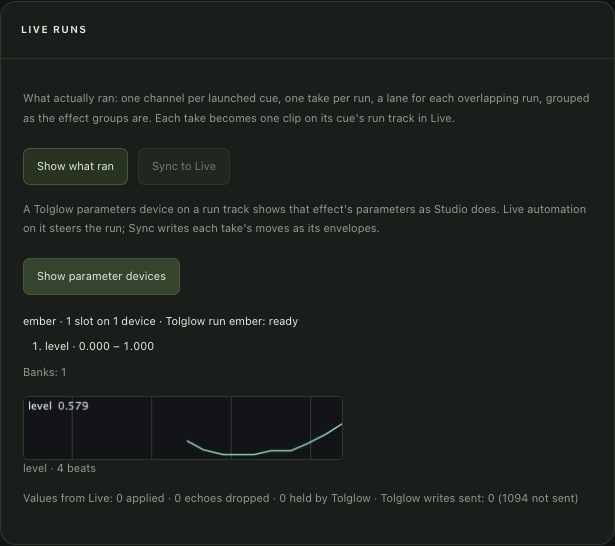 LIVE RUNS
What actually ran: one channel per launched cue, one take per run, a lane for each overlapping run, grouped
as the effect groups are. Each take becomes one clip on its cue's run track in Live.
Show what ran
Sync to Live
A Tolglow parameters device on a run track shows that effect's parameters as Studio does. Live automation
on it steers the run; Sync writes each take's moves as its envelopes.
Show parameter devices
ember · 1 slot on 1 device · Tolglow run ember: ready
1. level · 0.000 – 1.000
Banks: 1
level 0.579
level · 4 beats
Values from Live: 0 applied · 0 echoes dropped · 0 held by Tolglow · Tolglow writes sent: 0 (1094 not sent)